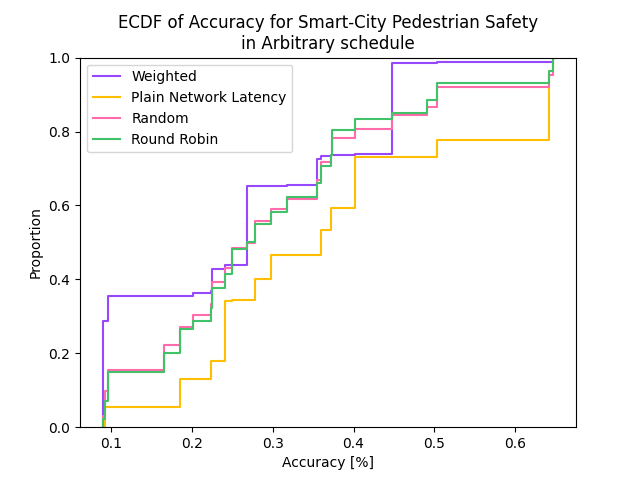 ECDF of Accuracy for Smart-City Pedestrian Safety
in Arbitrary schedule
Weighted
Plain Network Latency
Random
Round Robin
Proportion
1.0
0.8
0.6
0.4
0.2
0.0
0.1 0.2 0.3 0.4 0.5 0.6
Accuracy [%]